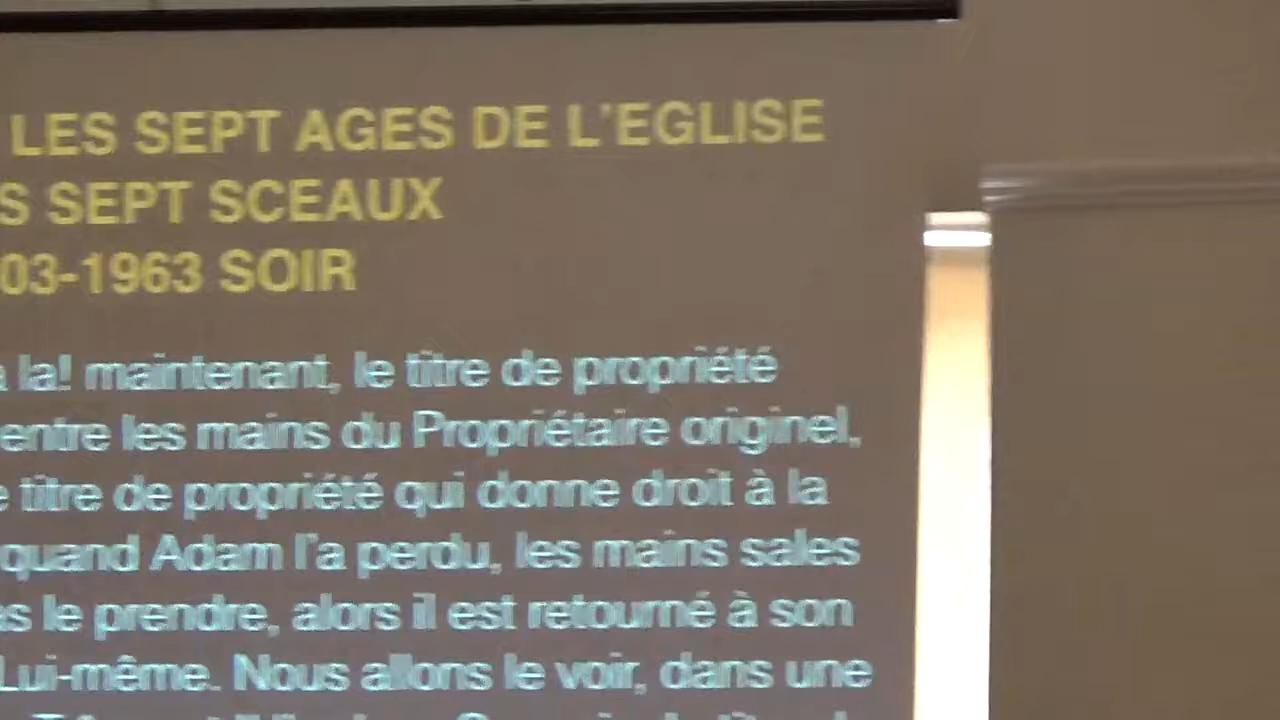 LES SEPT AGES DE L'EGLISE
S SEPT SCEAUX
03-1963 SOIR
la! maintenant, le titre de propriété
entre les mains du Propriétaire originel,
titre de propriété qui donne droit à la
quand Adam l'a perdu, les mains sales
le prendre, alors il est retourné à son
Lui-même. Nous allons le voir, dans une